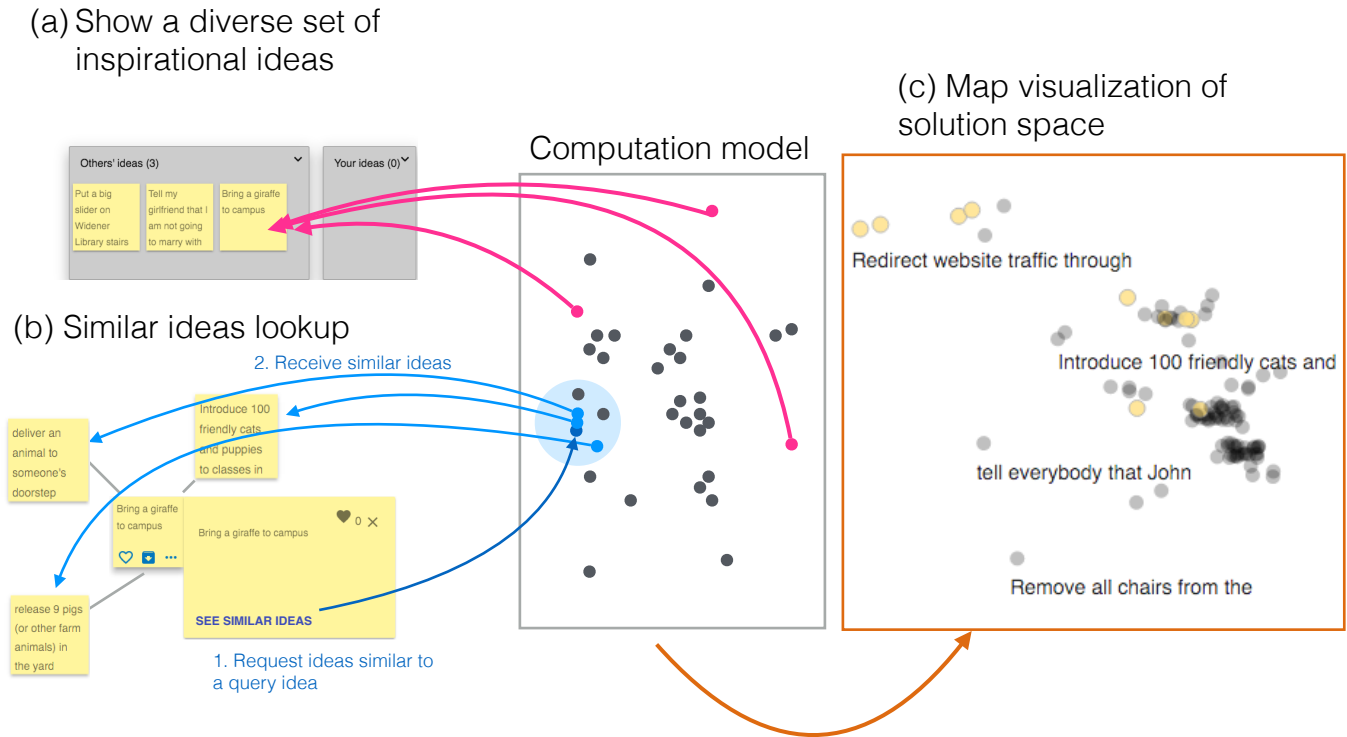 (a) Show a diverse set of
inspirational ideas
Others' ideas (3)
Your ideas (0)
Put a big
slider on
Widener
Library stairs
Tell my
girlfriend that I
am not going
to marry with
Bring a giraffe
to campus
(b) Similar ideas lookup
2. Receive similar ideas
deliver an
animal to
someone's
doorstep
Introduce 100
friendly cats
and puppies
to classes in
Bring a giraffe
to campus
release 9 pigs
(or other farm
animals) in
the yard
0
Bring a giraffe to campus
SEE SIMILAR IDEAS
1. Request ideas similar to
a query idea
Computation model
(c) Map visualization of
solution space
Redirect website traffic through
Introduce 100 friendly cats and
tell everybody that John
Remove all chairs from the